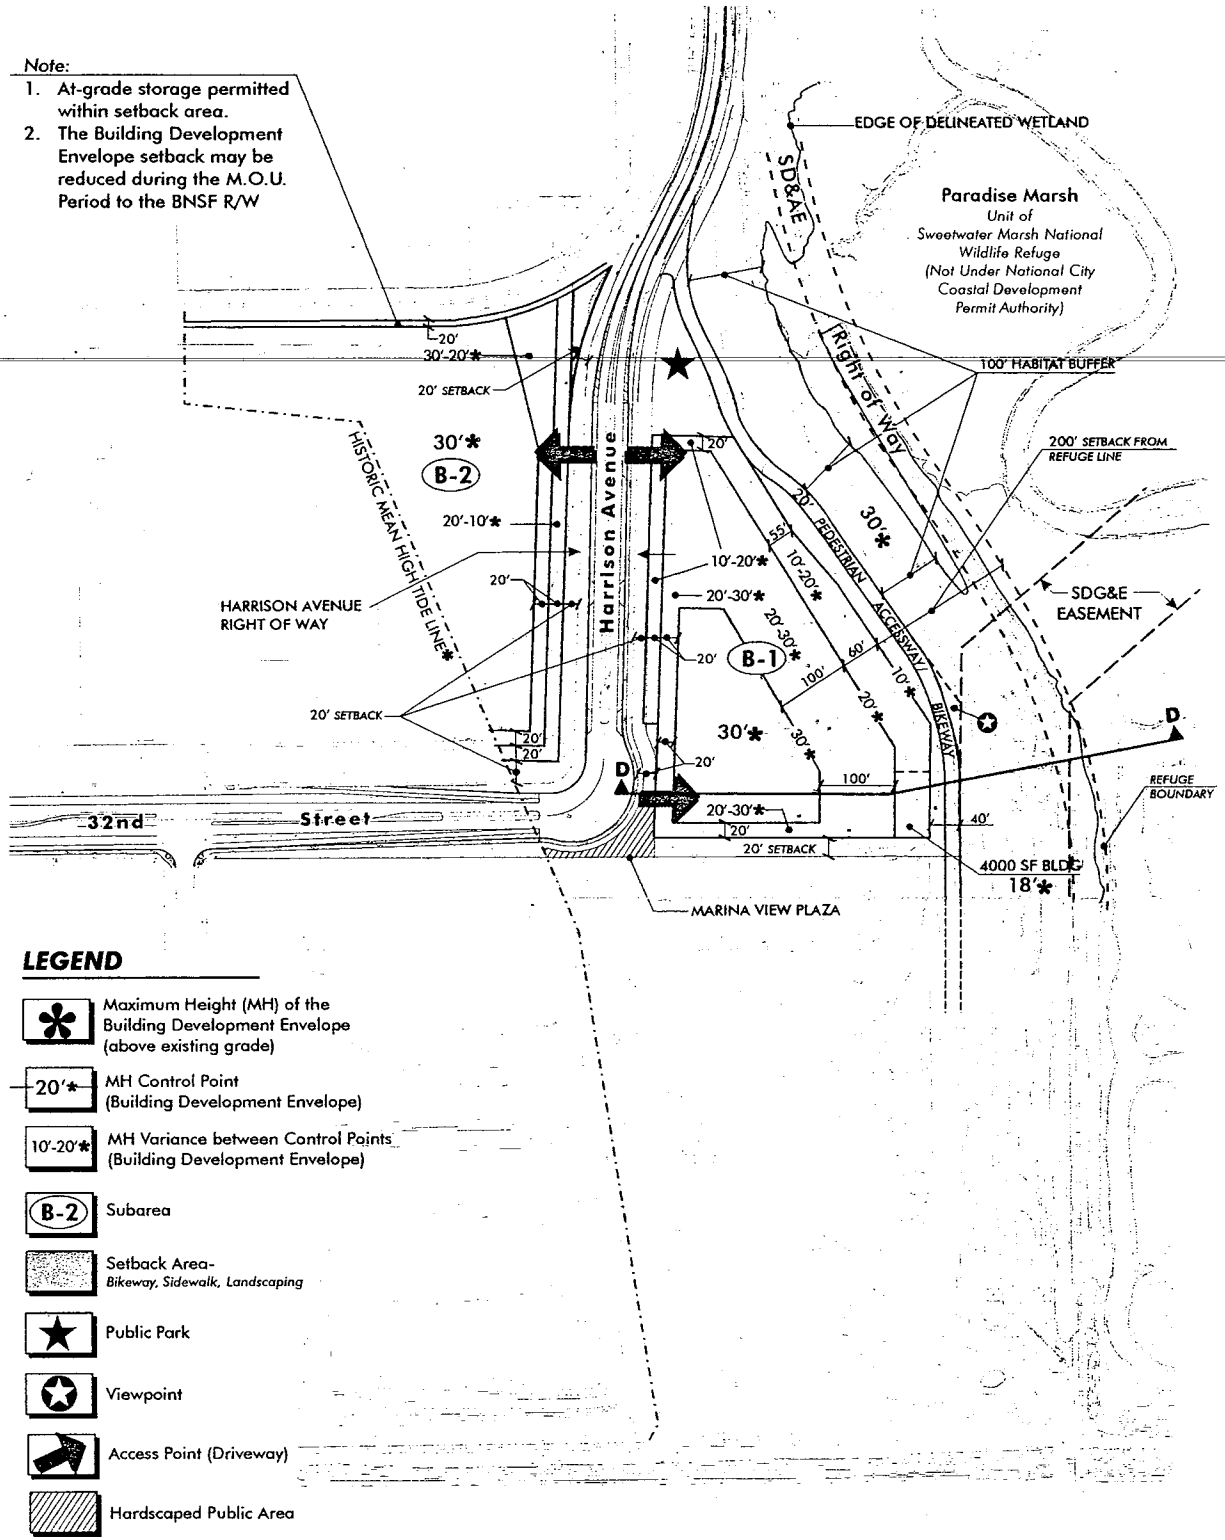 Note:
1. At-grade storage permitted
within setback area.
2. The Building Development
Envelope setback may be
reduced during the M.O.U.
Period to the BNSF R/W
EDGE OF DELINEATED WETLAND
SD&AE
Paradise Marsh
Unit of
Sweetwater Marsh National
Wildlife Refuge
(Not Under National City
Coastal Development
Permit Authority)
20'
30'-20'*
Right of Way
100' HABITAT BUFFER
20' SETBACK
HISTORIC MEAN HIGH TIDE LINE*
30'*
B-2
20'
200' SETBACK FROM
REFUGE LINE
Harrison Avenue
20' PEDESTRIAN ACCESSWAY/ BIKEWAY
30'*
20'-10'*
55'
10'-20'*
10'-20'*
20'
20'-30'*
SDG&E
EASEMENT
HARRISON AVENUE
RIGHT OF WAY
20'-30'*
20'
B-1
60'
100'
10'*
20'*
20' SETBACK
30'*
30'*
D
20'
20'
20'
D
100'
REFUGE
BOUNDARY
32nd Street
20'-30'*
20'
40'
20' SETBACK
4000 SF BLDG
18'*
MARINA VIEW PLAZA
LEGEND
* Maximum Height (MH) of the
Building Development Envelope
(above existing grade)
20'* MH Control Point
(Building Development Envelope)
10'-20'* MH Variance between Control Points
(Building Development Envelope)
B-2 Subarea
Setback Area-
Bikeway, Sidewalk, Landscaping
Public Park
Viewpoint
Access Point (Driveway)
Hardscaped Public Area